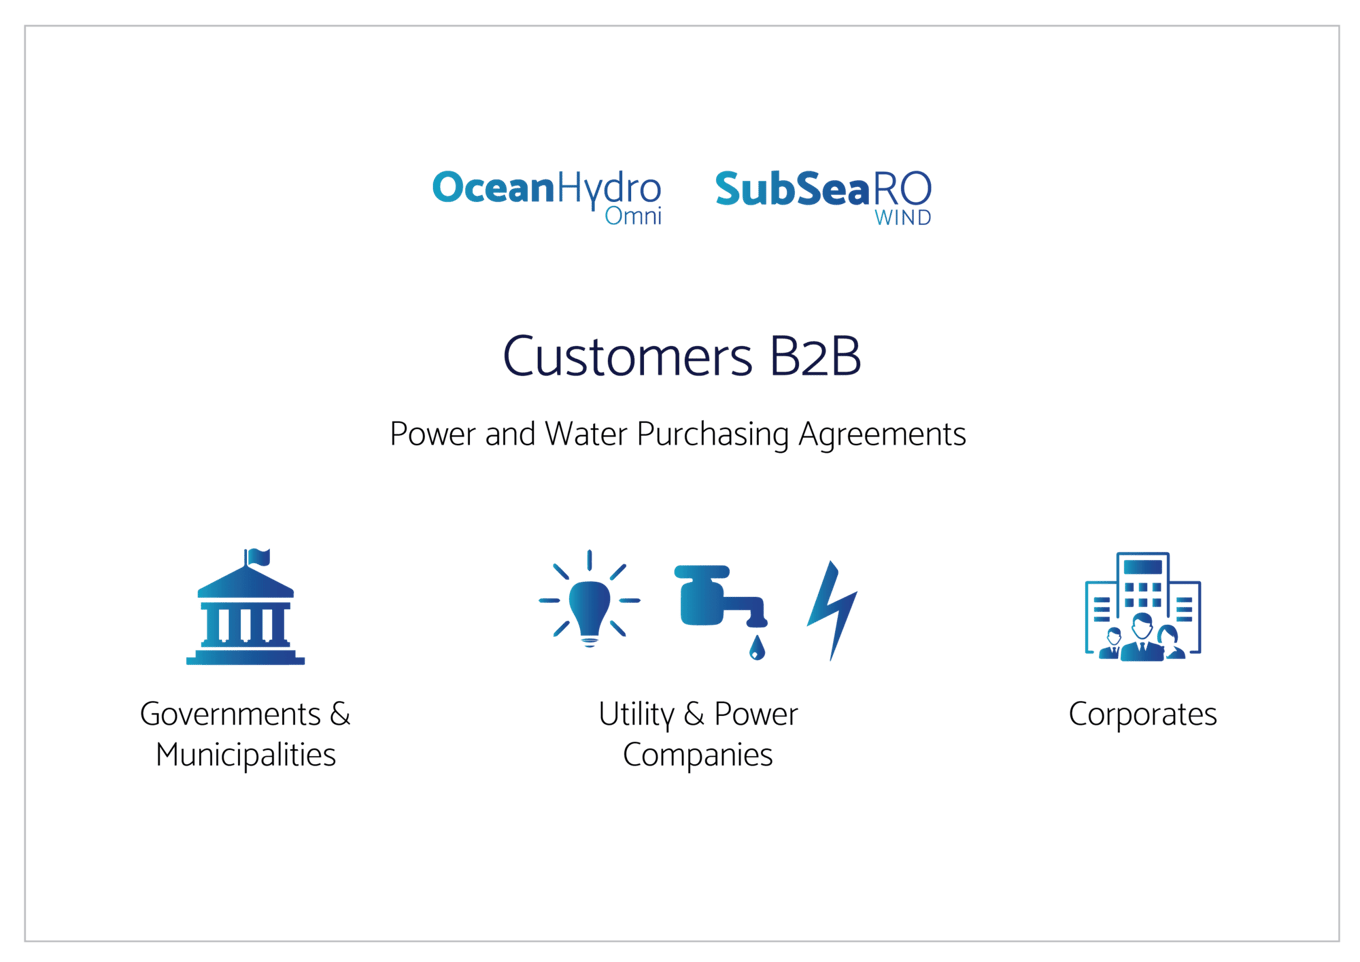 OceanHydro
Omni
SubSeaRO
WIND
Customers B2B
Power and Water Purchasing Agreements
Governments &
Municipalities
Utility & Power
Companies
Corporates